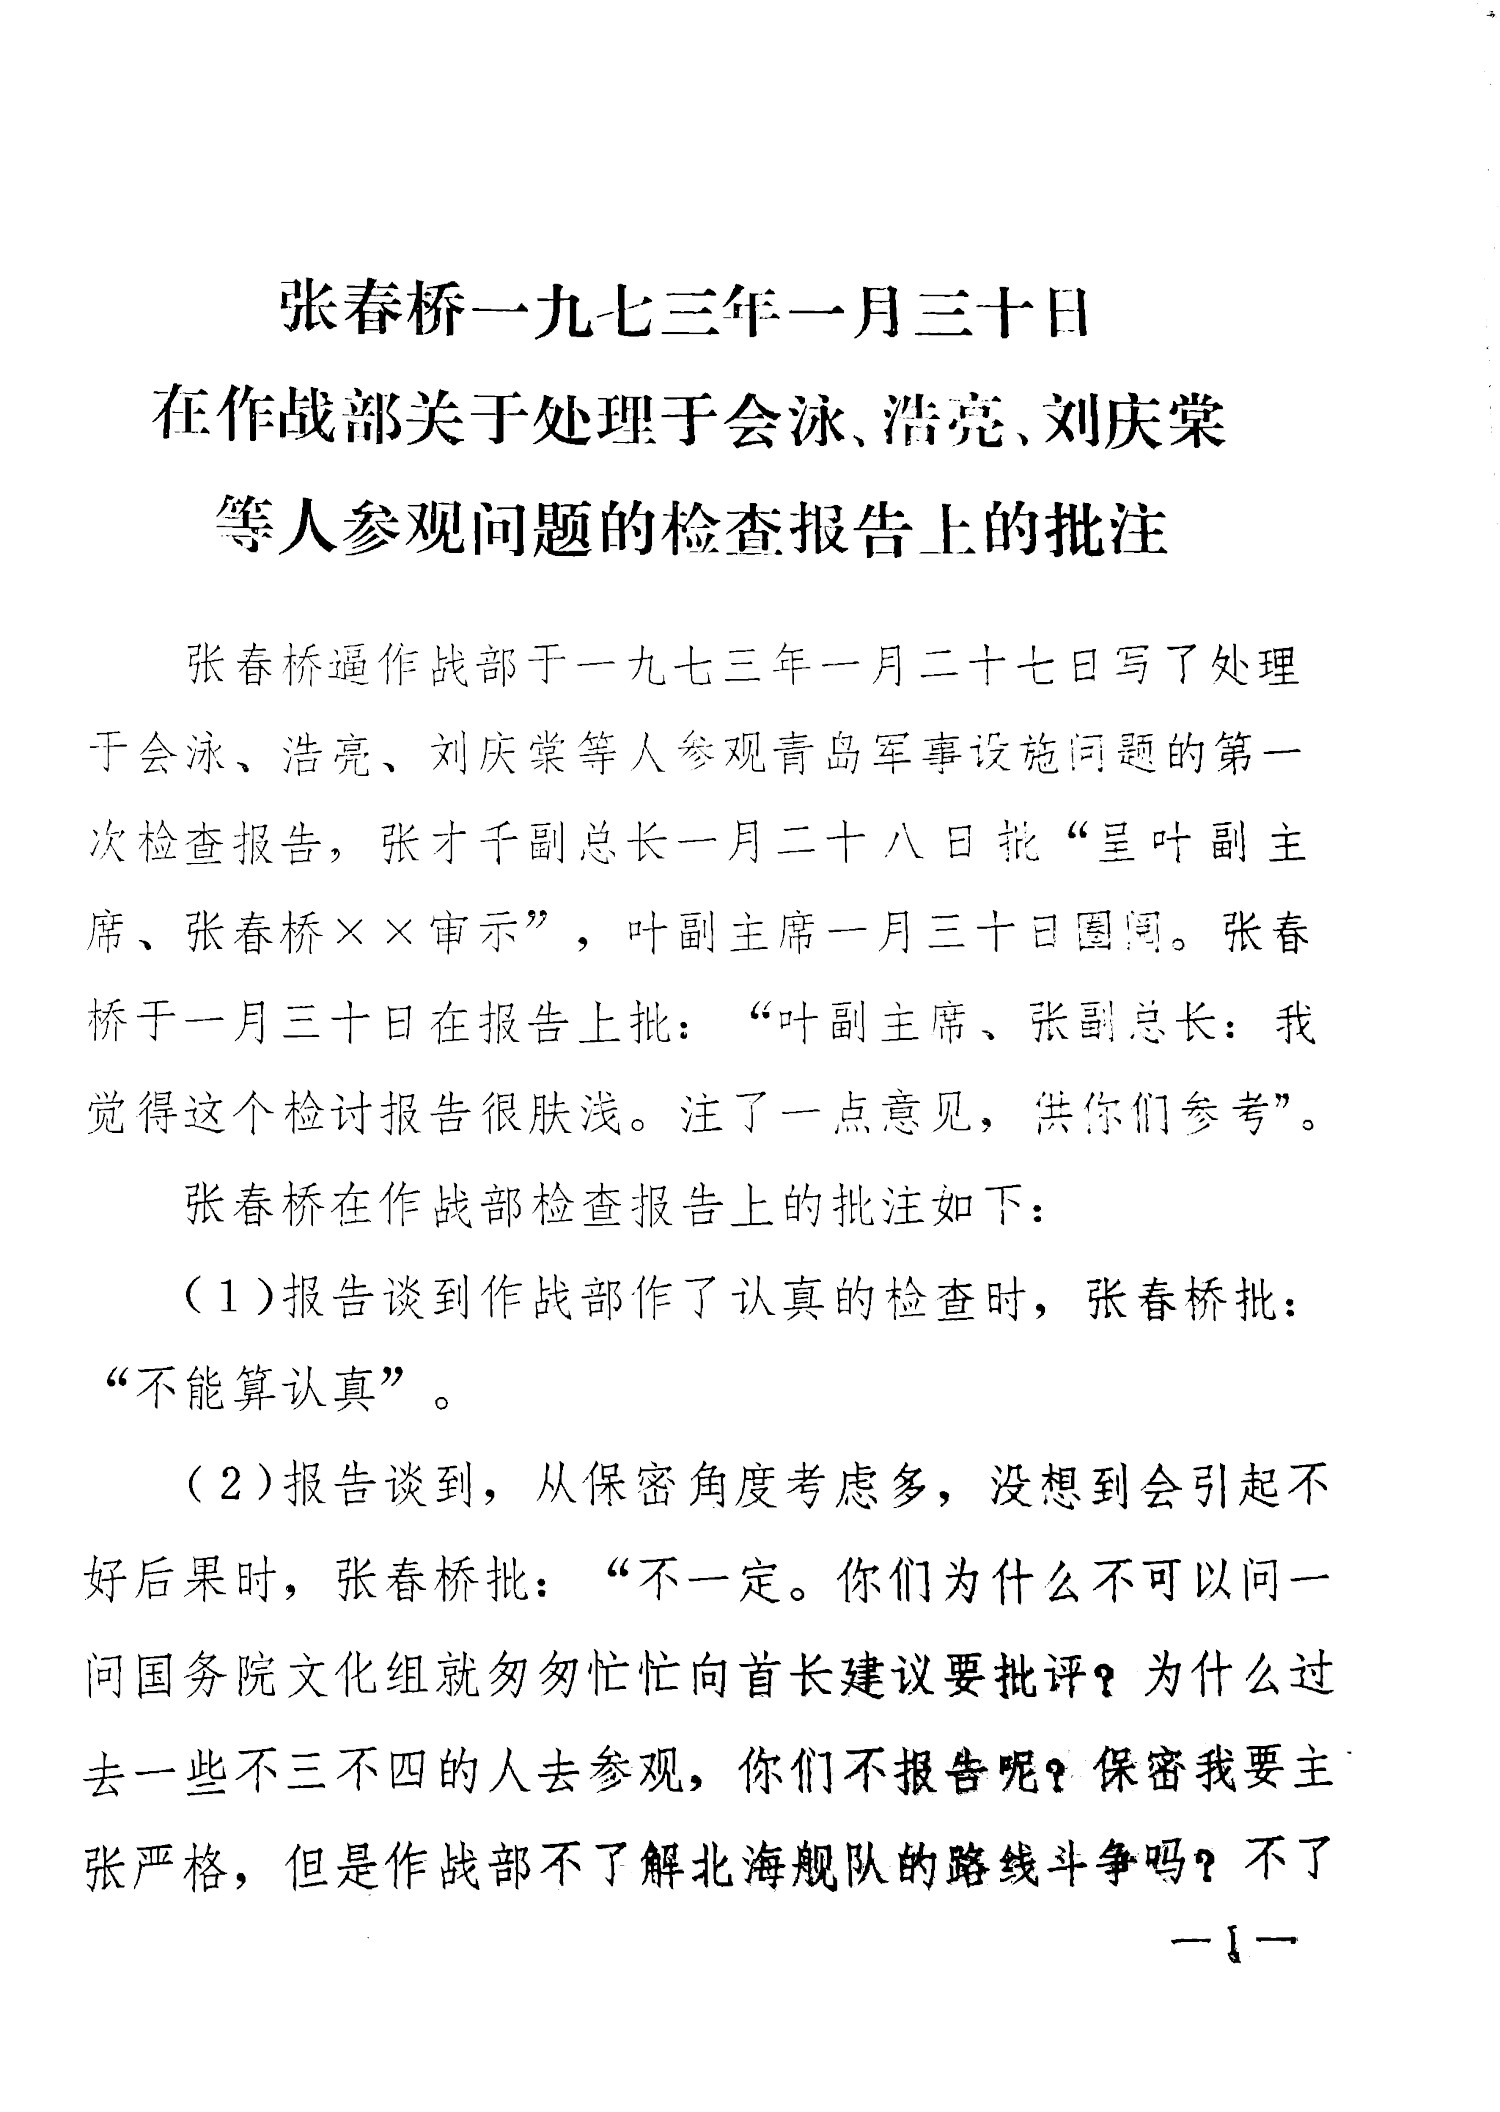 张春桥一九七三年一月三十日
在作战部关于处理于会泳、浩亮、刘庆棠
等人参观问题的检查报告上的批注
张春桥逼作战部于一九七三年一月二十七日写了处理
于会泳、浩亮、刘庆棠等人参观青岛军事设施问题的第一
次检查报告，张才千副总长一月二十八日批“呈叶副主
席、张春桥××审示”，叶副主席一月三十日圈阅。张春
桥于一月三十日在报告上批：“叶副主席、张副总长：我
觉得这个检讨报告很肤浅。注了一点意见，供你们参考”。
张春桥在作战部检查报告上的批注如下：
（1)报告谈到作战部作了认真的检查时，张春桥批：
“不能算认真”。
（2)报告谈到，从保密角度考虑多，没想到会引起不
好后果时，张春桥批：“不一定。你们为什么不可以问一
问国务院文化组就匆匆忙忙向首长建议要批评？为什么过
去一些不三不四的人去参观，你们不报告呢？保密我要主
张严格，但是作战部不了解北海舰队的路线斗争吗？不了
—1—